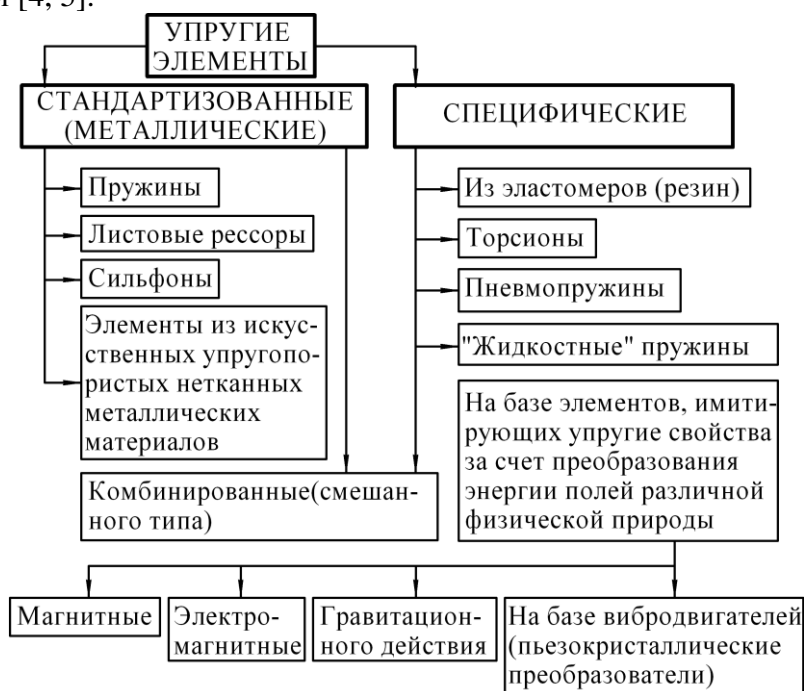 [4, 5].
УПРУГИЕ
ЭЛЕМЕНТЫ
СТАНДАРТИЗОВАННЫЕ
(МЕТАЛЛИЧЕСКИЕ)
СПЕЦИФИЧЕСКИЕ
Пружины
Листовые рессоры
Сильфоны
Элементы из искус-
ственных упругопо-
ристых нетканных
металлических
материалов
Из эластомеров (резин)
Торсионы
Пневмопружины
"Жидкостные" пружины
На базе элементов, имити-
рующих упругие свойства
за счет преобразования
энергии полей различной
физической природы
Комбинированные(смешан-
ного типа)
Магнитные
Электро-
магнитные
Гравитацион-
ного действия
На базе вибродвигателей
(пьезокристаллические
преобразователи)